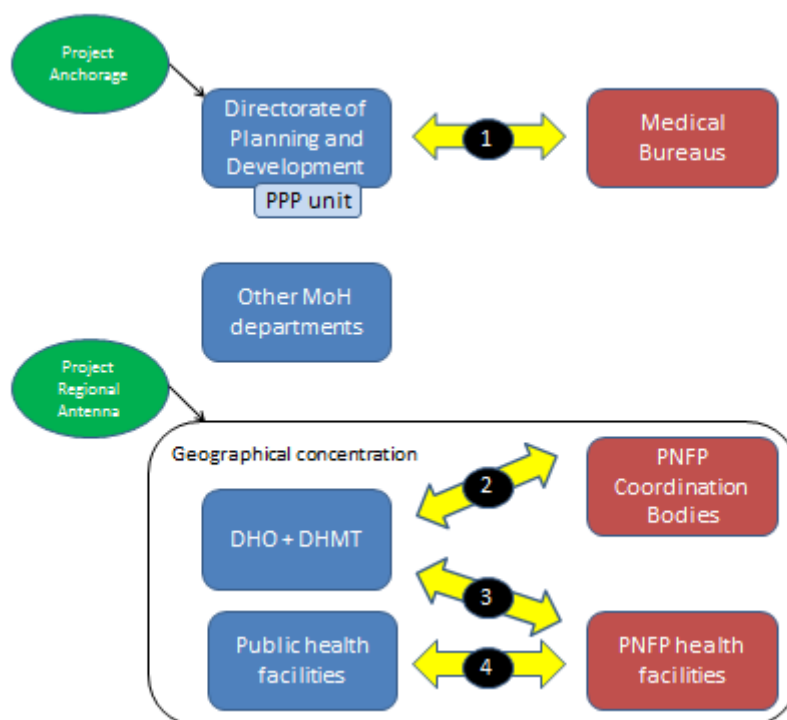 Project
Anchorage
Directorate of
Planning and
Development
PPP unit
1
Medical
Bureaus
Other MoH
departments
Project
Regional
Antenna
Geographical concentration
2
PNFP
Coordination
Bodies
DHO + DHMT
3
Public health
facilities
4
PNFP health
facilities